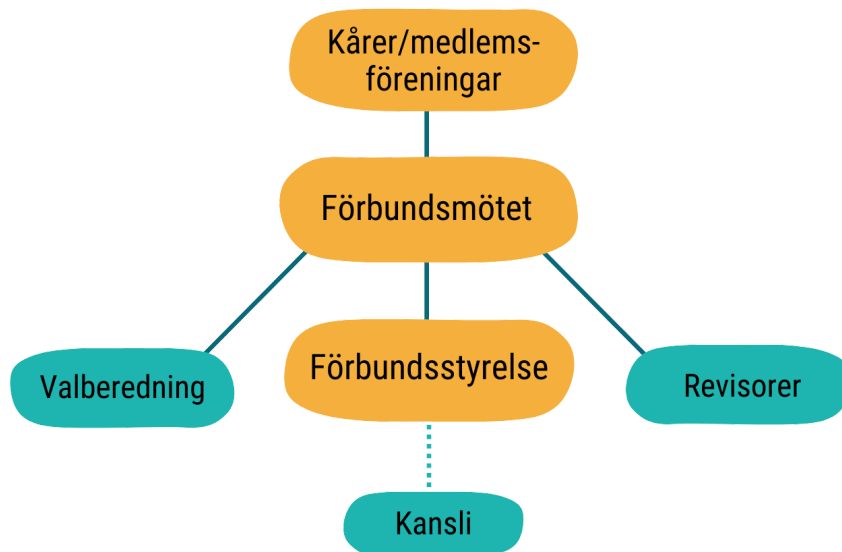 Kårer/medlems-
föreningar
Förbundsmötet
Valberedning
Förbundsstyrelse
Revisorer
Kansli